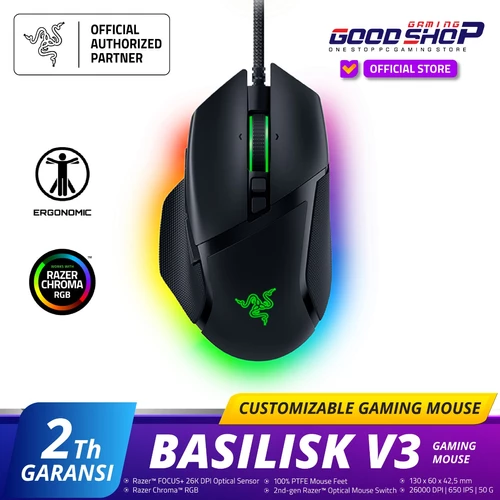 OFFICIAL
AUTHORIZED
PARTNER
GAMING
GOODSHOP
ONE STOP PC GAMING STORE
OFFICIAL STORE
ERGONOMIC
RAZER
CHROMA
RGB
™
CUSTOMIZABLE GAMING MOUSE
2Th
GARANSI
BASILISK V3
GAMING
MOUSE
Razer™ FOCUS+ 26K DPI Optical Sensor
100% PTFE Mouse Feet
130 x 60 x 42,5 mm
Razer Chroma™ RGB
2nd-gen Razer™ Optical Mouse Switch
26000 DPI | 650 IPS | 50 G